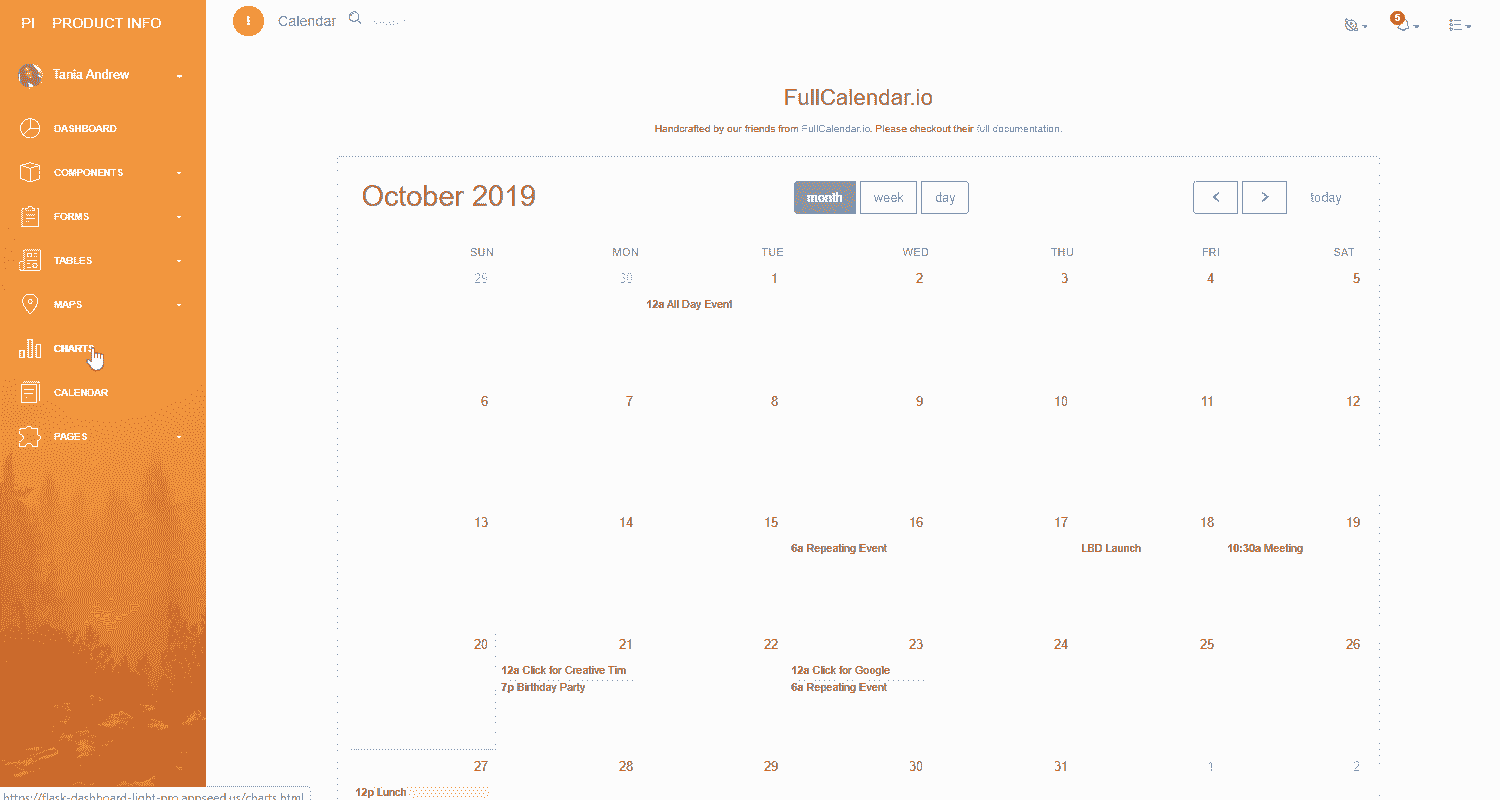 PI PRODUCT INFO
Tania Andrew
DASHBOARD
COMPONENTS
FORMS
TABLES
MAPS
CHARTS
CALENDAR
PAGES
https://flask-dashboard-light-pro.appseed.us/charts.html
Calendar
5
FullCalendar.io
Handcrafted by our friends from FullCalendar.io. Please checkout their full documentation.
October 2019
month week day
today
SUN MON TUE WED THU FRI SAT
29 30 1 2 3 4 5
12a All Day Event
6 7 8 9 10 11 12
13 14 15 16 17 18 19
6a Repeating Event LBD Launch 10:30a Meeting
20 21 22 23 24 25 26
12a Click for Creative Tim 12a Click for Google
7p Birthday Party 6a Repeating Event
27 28 29 30 31 1 2
12p Lunch